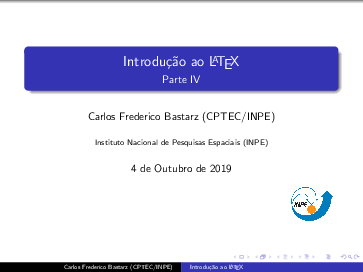 Introdução ao LATEX
Parte IV
Carlos Frederico Bastarz (CPTEC/INPE)
Instituto Nacional de Pesquisas Espaciais (INPE)
4 de Outubro de 2019
INPE
Carlos Frederico Bastarz (CPTEC/INPE) Introdução ao LATEX